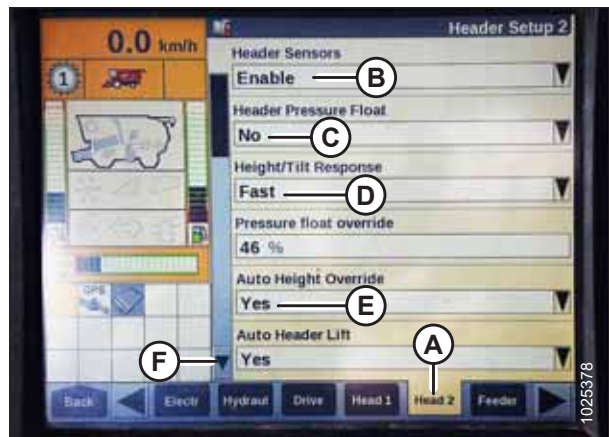 Header Setup 2
0.0 km/h
1
Header Sensors
Enable
B
Header Pressure Float
No
C
Height/Tilt Response
Fast
D
Pressure float override
46 %
GPS
Auto Height Override
Yes
E
Auto Header Lift
Yes
F
A
Back
Electr
Hydraul
Drive
Head 1
Head 2
Feeder
1025378